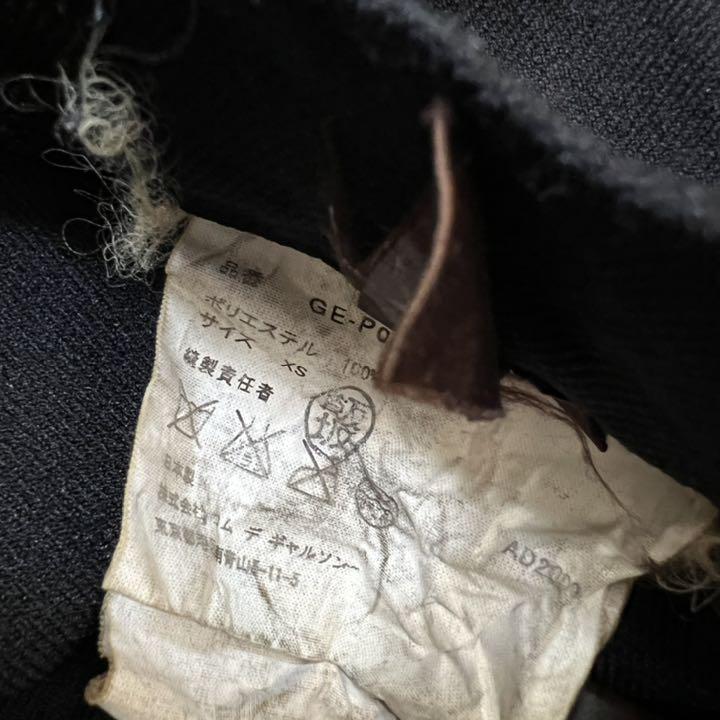 品番 GE-PO
ポリエステル 100%
サイズ XS
縫製責任者
日本製
株式会社コム デ ギャルソン
東京都港区南青山5-11-5
AD2000